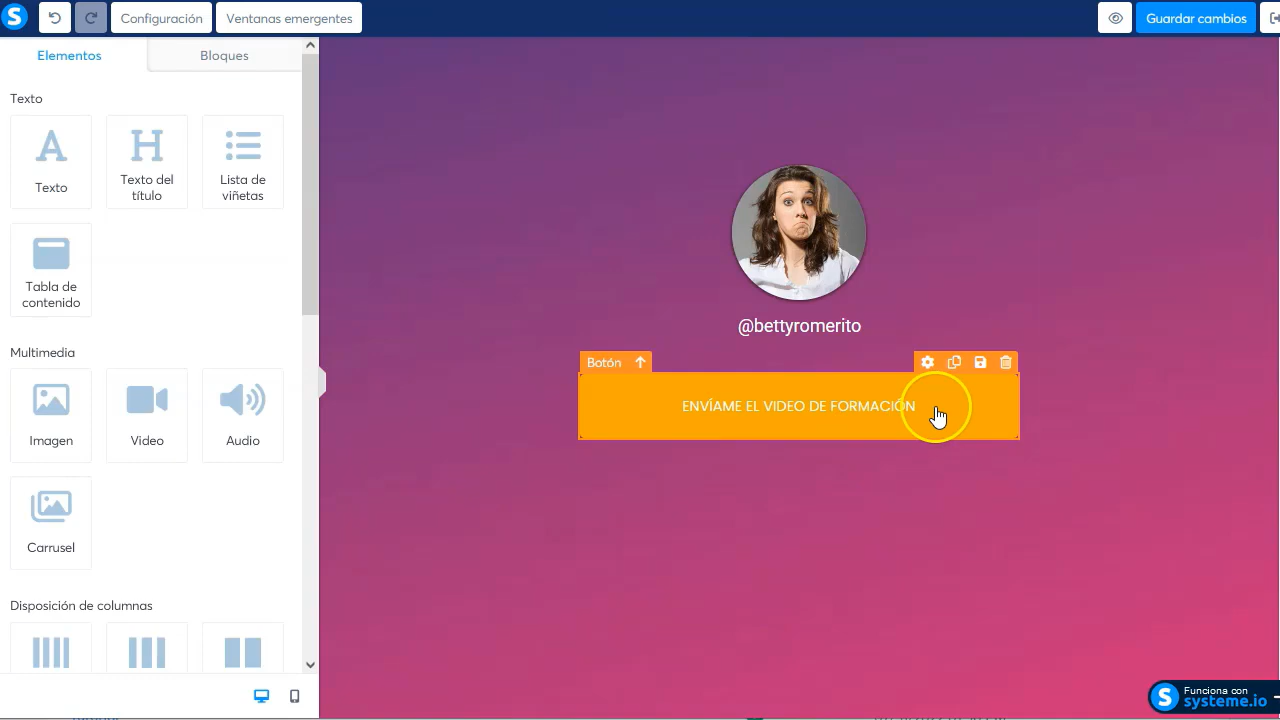 Configuración
Ventanas emergentes
Guardar cambios
Elementos
Bloques
Texto
Texto
Texto del
título
Lista de
viñetas
Tabla de
contenido
Multimedia
Imagen
Video
Audio
Carrusel
Disposición de columnas
@bettyromerito
Botón
ENVÍAME EL VIDEO DE FORMACIÓN
Funciona con
systeme.io